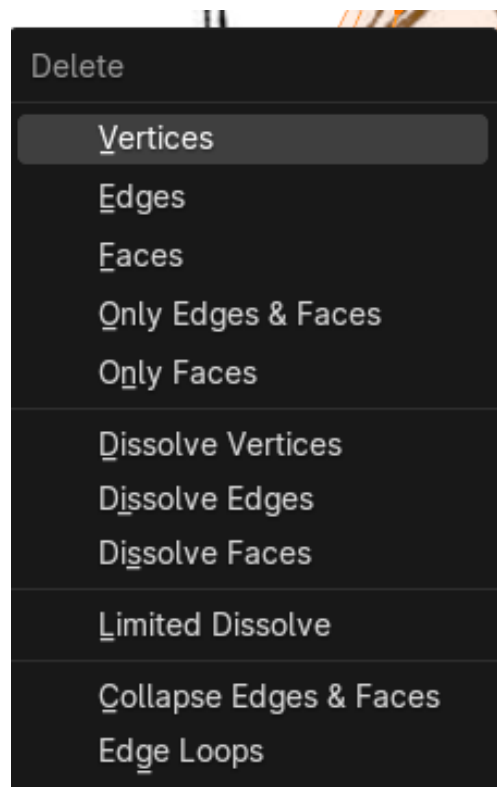 Delete
Vertices
Edges
Faces
Only Edges & Faces
Only Faces
Dissolve Vertices
Dissolve Edges
Dissolve Faces
Limited Dissolve
Collapse Edges & Faces
Edge Loops